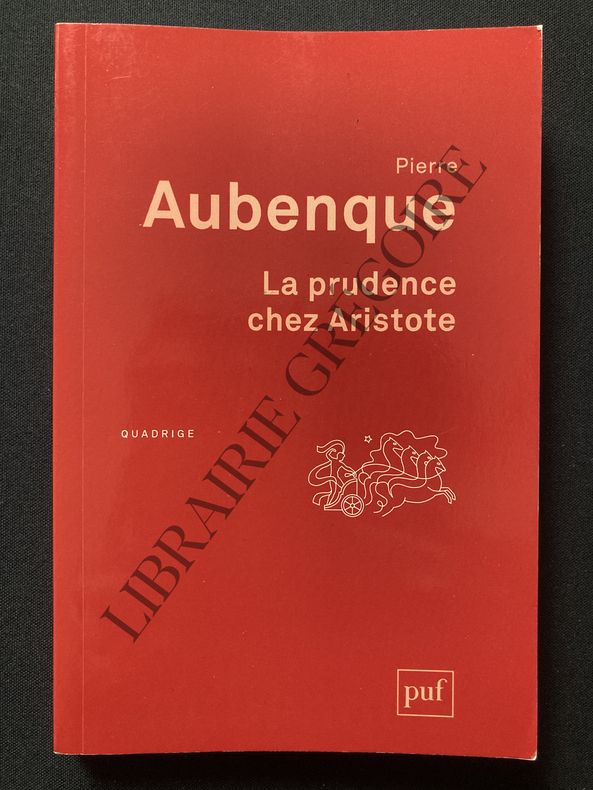 Pierre
Aubenque
La prudence
chez Aristote
QUADRIGE
puf
LIBRAIRIE GREGOIRE